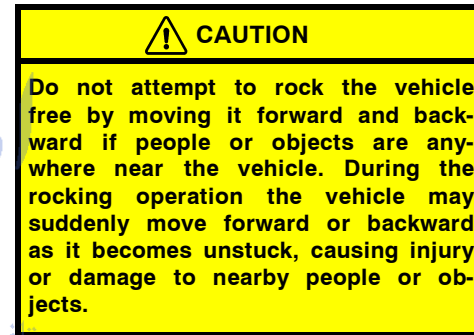 CAUTION
Do not attempt to rock the vehicle
free by moving it forward and back-
ward if people or objects are any-
where near the vehicle. During the
rocking operation the vehicle may
suddenly move forward or backward
as it becomes unstuck, causing injury
or damage to nearby people or ob-
jects.